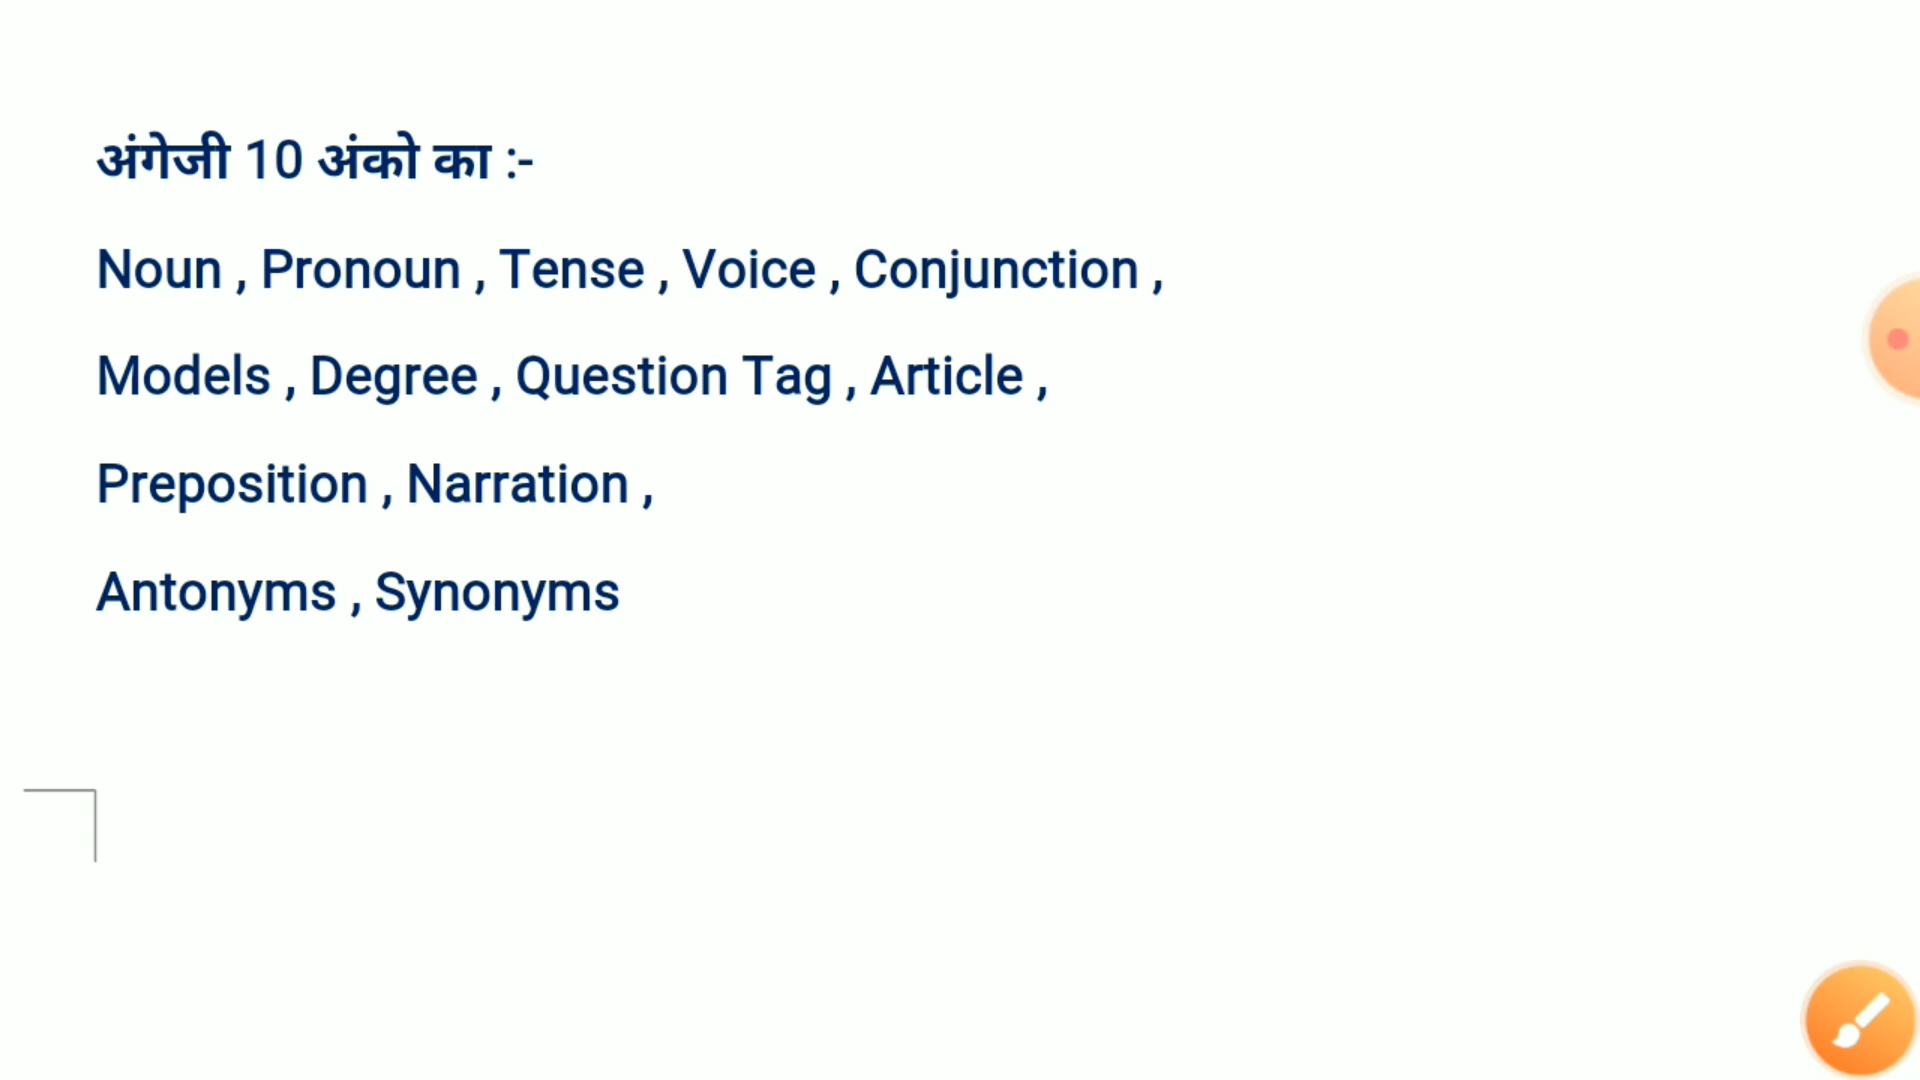 अंगेजी 10 अंको का :-
Noun , Pronoun , Tense , Voice , Conjunction ,
Models , Degree , Question Tag , Article ,
Preposition , Narration ,
Antonyms , Synonyms